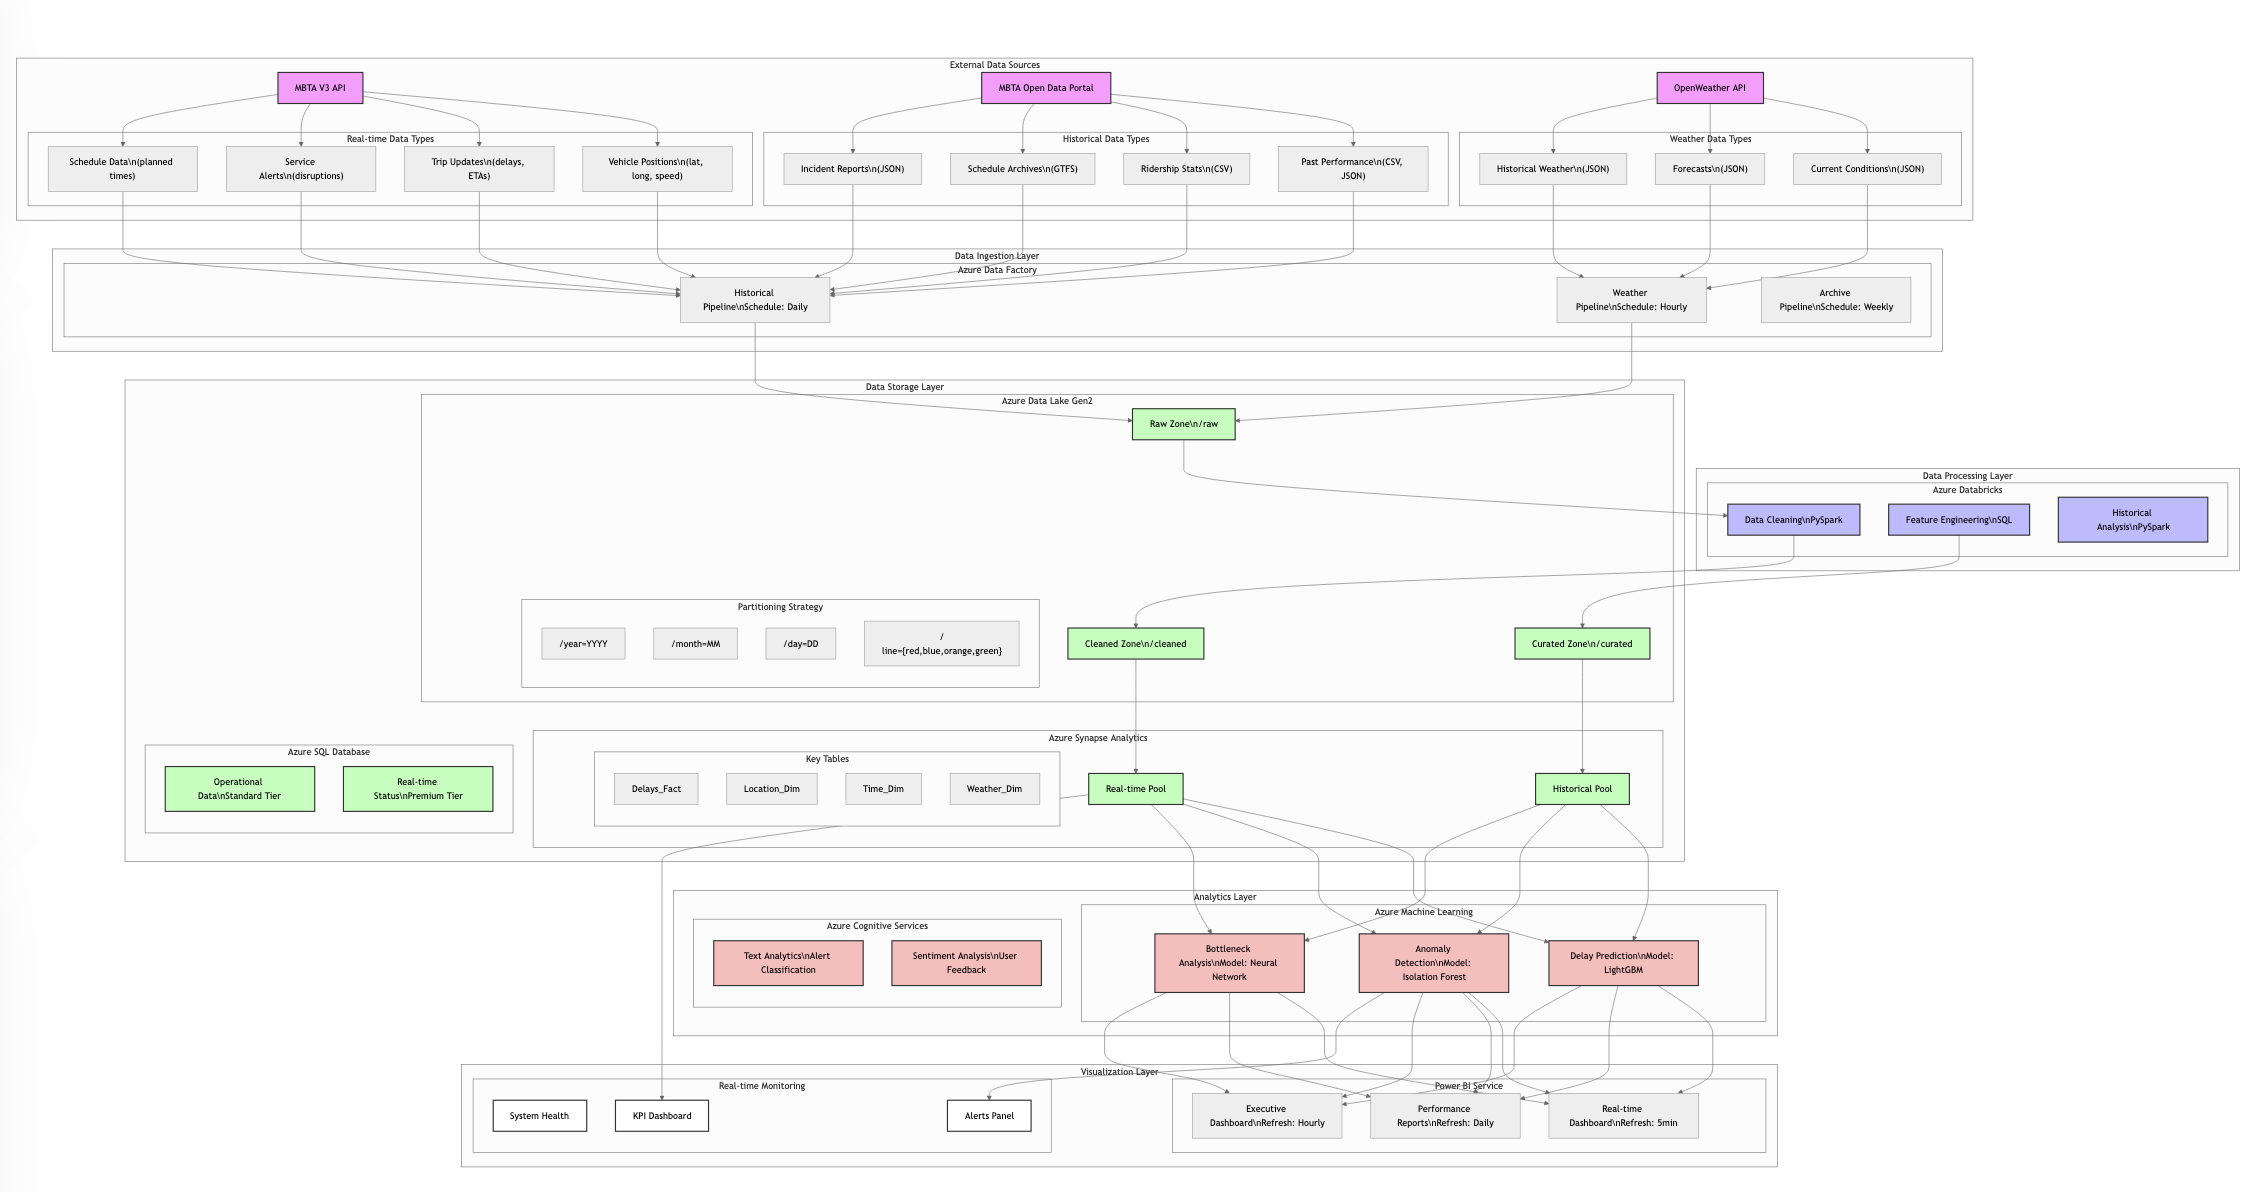 External Data Sources
MBTA V3 API
MBTA Open Data Portal
OpenWeather API
Real-time Data Types
Historical Data Types
Weather Data Types
Schedule Data\n(planned
times)
Service
Alerts\n(disruptions)
Trip Updates\n(delays,
ETAs)
Vehicle Positions\n(lat,
long, speed)
Incident Reports\n(JSON)
Schedule Archives\n(GTFS)
Ridership Stats\n(CSV)
Past Performance\n(CSV,
JSON)
Historical Weather\n(JSON)
Forecasts\n(JSON)
Current Conditions\n(JSON)
Data Ingestion Layer
Azure Data Factory
Historical
Pipeline\nSchedule: Daily
Weather
Pipeline\nSchedule: Hourly
Archive
Pipeline\nSchedule: Weekly
Data Storage Layer
Azure Data Lake Gen2
Raw Zone\n/raw
Data Processing Layer
Azure Databricks
Data Cleaning\nPySpark
Feature Engineering\nSQL
Historical
Analysis\nPySpark
Partitioning Strategy
/year=YYYY
/month=MM
/day=DD
/
line={red,blue,orange,green}
Cleaned Zone\n/cleaned
Curated Zone\n/curated
Azure SQL Database
Operational
Data\nStandard Tier
Real-time
Status\nPremium Tier
Azure Synapse Analytics
Key Tables
Delays_Fact
Location_Dim
Time_Dim
Weather_Dim
Real-time Pool
Historical Pool
Analytics Layer
Azure Cognitive Services
Text Analytics\nAlert
Classification
Sentiment Analysis\nUser
Feedback
Azure Machine Learning
Bottleneck
Analysis\nModel: Neural
Network
Anomaly
Detection\nModel:
Isolation Forest
Delay Prediction\nModel:
LightGBM
Visualization Layer
Real-time Monitoring
System Health
KPI Dashboard
Alerts Panel
Power BI Service
Executive
Dashboard\nRefresh: Hourly
Performance
Reports\nRefresh: Daily
Real-time
Dashboard\nRefresh: 5min